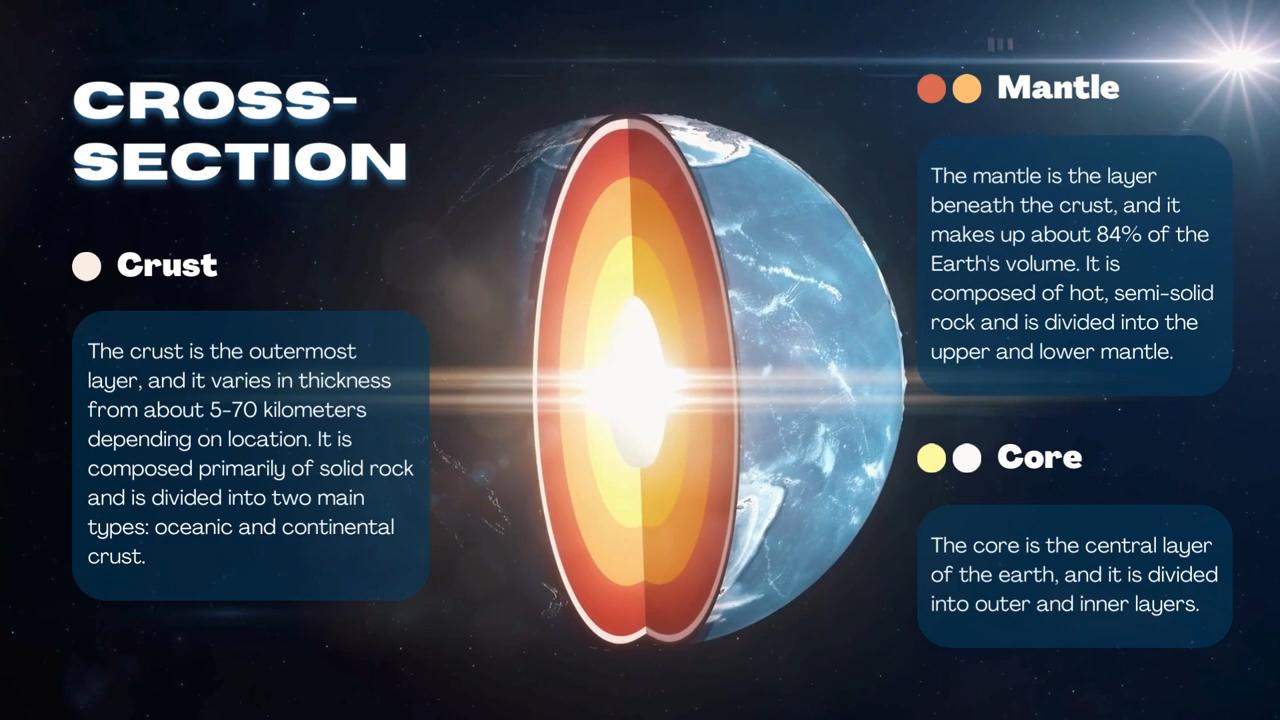 CROSS-
SECTION
Crust
The crust is the outermost
layer, and it varies in thickness
from about 5-70 kilometers
depending on location. It is
composed primarily of solid rock
and is divided into two main
types: oceanic and continental
crust.
Mantle
The mantle is the layer
beneath the crust, and it
makes up about 84% of the
Earth's volume. It is
composed of hot, semi-solid
rock and is divided into the
upper and lower mantle.
Core
The core is the central layer
of the earth, and it is divided
into outer and inner layers.